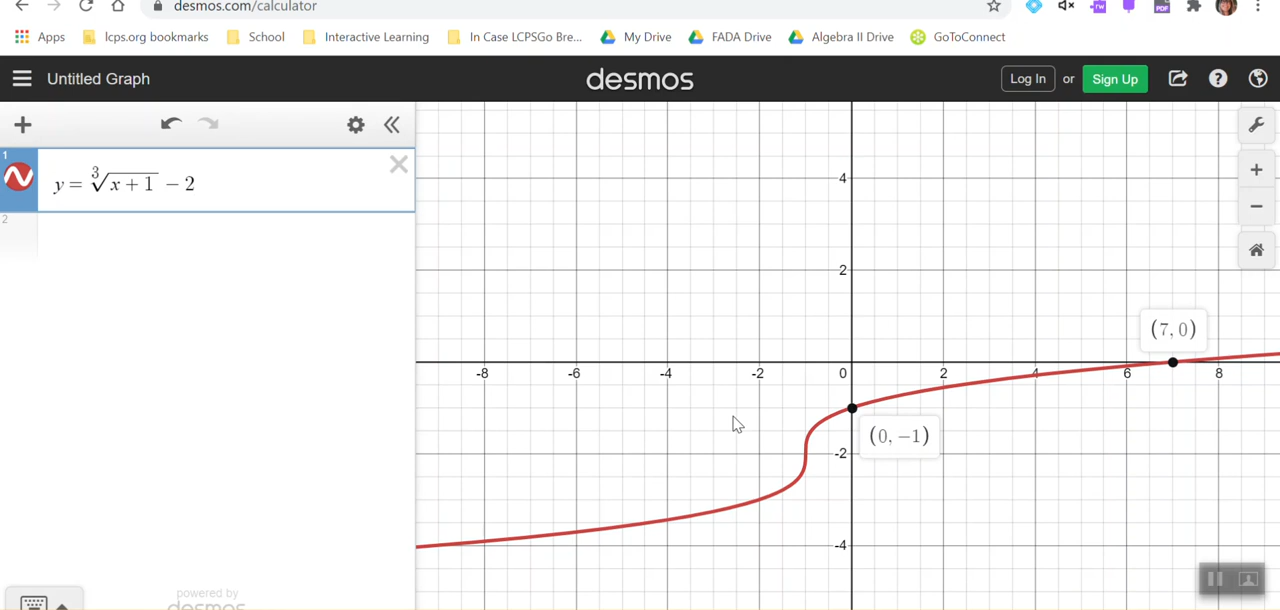 desmos.com/calculator
Apps lcps.org bookmarks School Interactive Learning In Case LCPSGo Bre... My Drive FADA Drive Algebra II Drive GoToConnect
Untitled Graph desmos Log In or Sign Up
1
y = ∛x + 1 − 2
2
4
2
(7, 0)
-8 -6 -4 -2 0 2 4 6 8
(0, −1)
-2
-4
powered by
desmos